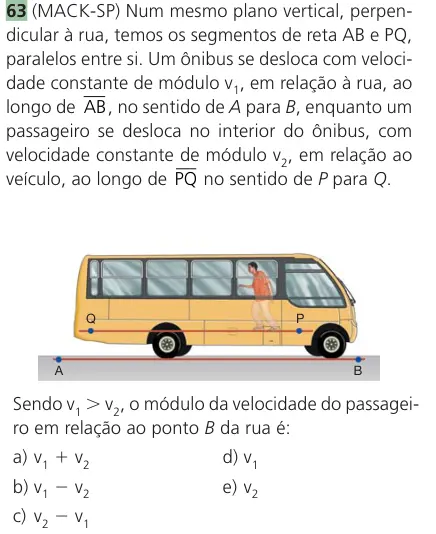 63 (MACK-SP) Num mesmo plano vertical, perpen-
dicular à rua, temos os segmentos de reta AB e PQ,
paralelos entre si. Um ônibus se desloca com veloci-
dade constante de módulo v₁, em relação à rua, ao
longo de A̅B̅, no sentido de A para B, enquanto um
passageiro se desloca no interior do ônibus, com
velocidade constante de módulo v₂, em relação ao
veículo, ao longo de P̅Q̅ no sentido de P para Q.
Q P
A B
Sendo v₁ > v₂, o módulo da velocidade do passagei-
ro em relação ao ponto B da rua é:
a) v₁ + v₂ d) v₁
b) v₁ − v₂ e) v₂
c) v₂ − v₁